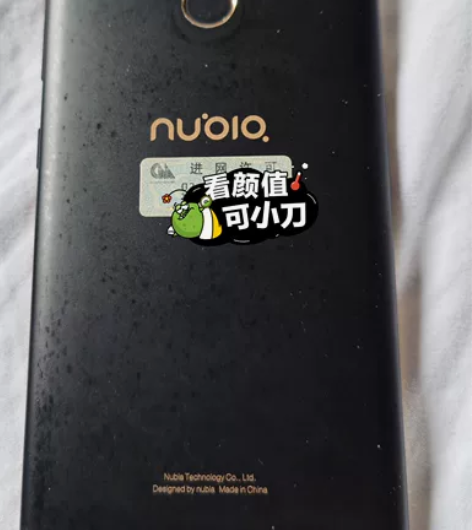 nubia
进网许可
看颜值
可小刀
Nubia Technology Co., Ltd.
Designed by nubia Made in China